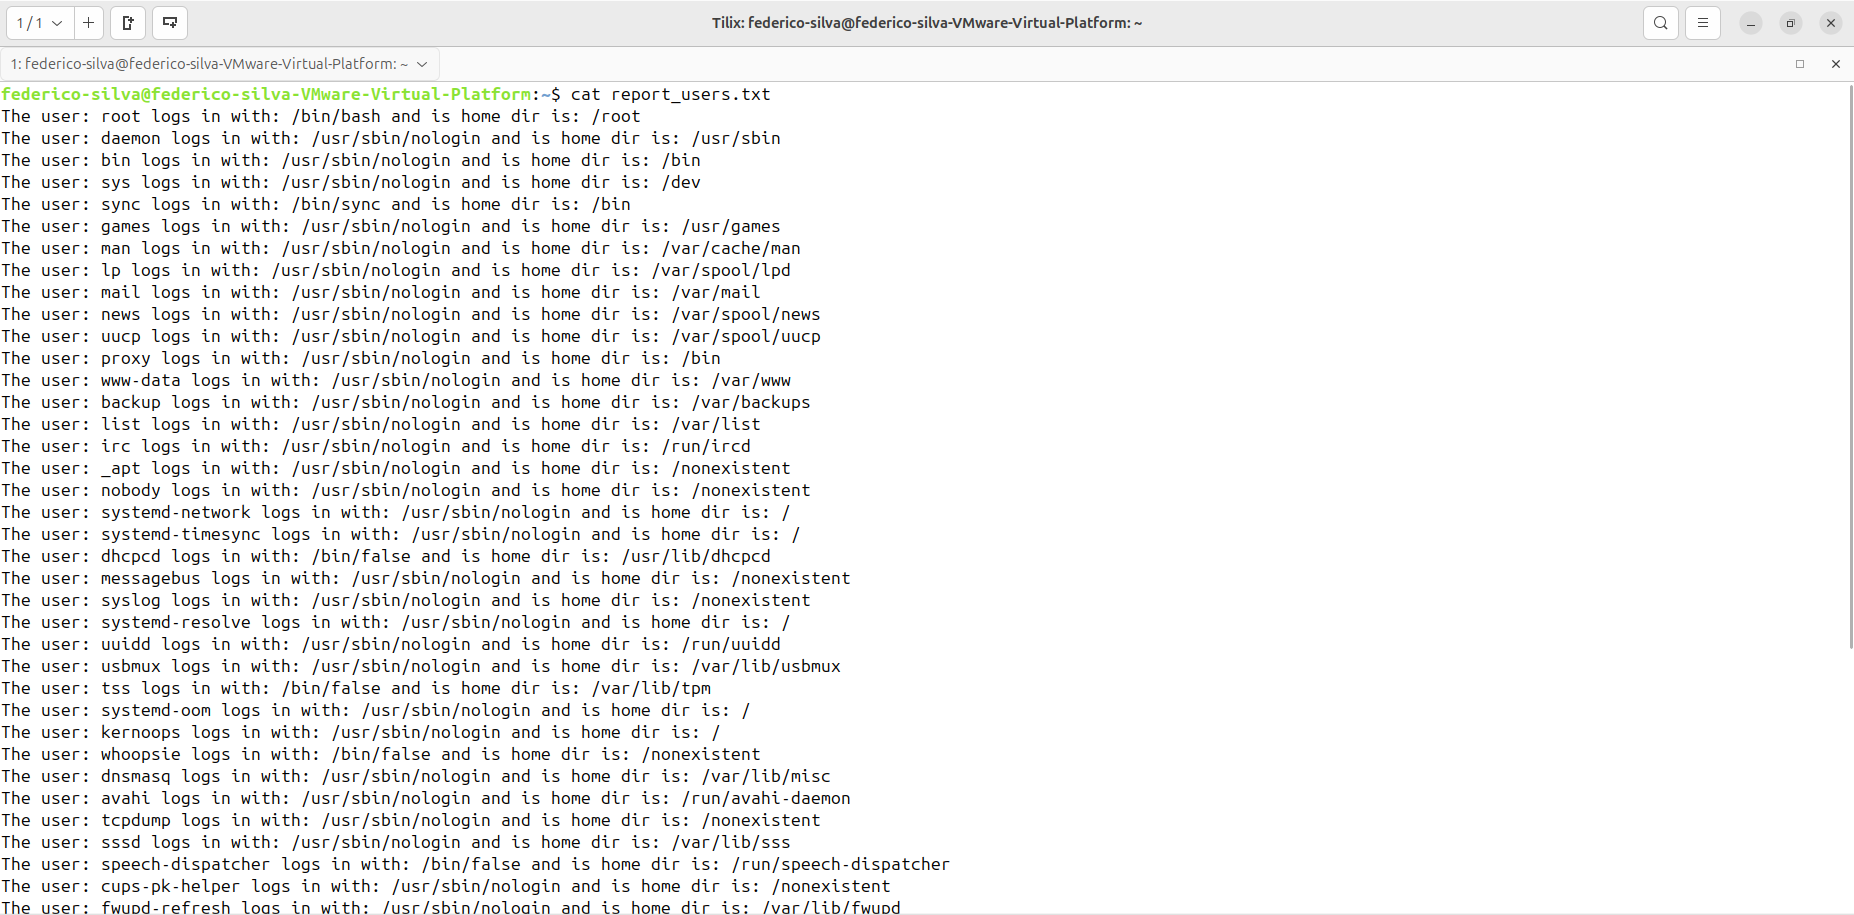 1 / 1
Tilix: federico-silva@federico-silva-VMware-Virtual-Platform: ~
1: federico-silva@federico-silva-VMware-Virtual-Platform: ~
federico-silva@federico-silva-VMware-Virtual-Platform:~$ cat report_users.txt
The user: root logs in with: /bin/bash and is home dir is: /root
The user: daemon logs in with: /usr/sbin/nologin and is home dir is: /usr/sbin
The user: bin logs in with: /usr/sbin/nologin and is home dir is: /bin
The user: sys logs in with: /usr/sbin/nologin and is home dir is: /dev
The user: sync logs in with: /bin/sync and is home dir is: /bin
The user: games logs in with: /usr/sbin/nologin and is home dir is: /usr/games
The user: man logs in with: /usr/sbin/nologin and is home dir is: /var/cache/man
The user: lp logs in with: /usr/sbin/nologin and is home dir is: /var/spool/lpd
The user: mail logs in with: /usr/sbin/nologin and is home dir is: /var/mail
The user: news logs in with: /usr/sbin/nologin and is home dir is: /var/spool/news
The user: uucp logs in with: /usr/sbin/nologin and is home dir is: /var/spool/uucp
The user: proxy logs in with: /usr/sbin/nologin and is home dir is: /bin
The user: www-data logs in with: /usr/sbin/nologin and is home dir is: /var/www
The user: backup logs in with: /usr/sbin/nologin and is home dir is: /var/backups
The user: list logs in with: /usr/sbin/nologin and is home dir is: /var/list
The user: irc logs in with: /usr/sbin/nologin and is home dir is: /run/ircd
The user: _apt logs in with: /usr/sbin/nologin and is home dir is: /nonexistent
The user: nobody logs in with: /usr/sbin/nologin and is home dir is: /nonexistent
The user: systemd-network logs in with: /usr/sbin/nologin and is home dir is: /
The user: systemd-timesync logs in with: /usr/sbin/nologin and is home dir is: /
The user: dhcpcd logs in with: /bin/false and is home dir is: /usr/lib/dhcpcd
The user: messagebus logs in with: /usr/sbin/nologin and is home dir is: /nonexistent
The user: syslog logs in with: /usr/sbin/nologin and is home dir is: /nonexistent
The user: systemd-resolve logs in with: /usr/sbin/nologin and is home dir is: /
The user: uuidd logs in with: /usr/sbin/nologin and is home dir is: /run/uuidd
The user: usbmux logs in with: /usr/sbin/nologin and is home dir is: /var/lib/usbmux
The user: tss logs in with: /bin/false and is home dir is: /var/lib/tpm
The user: systemd-oom logs in with: /usr/sbin/nologin and is home dir is: /
The user: kernoops logs in with: /usr/sbin/nologin and is home dir is: /
The user: whoopsie logs in with: /bin/false and is home dir is: /nonexistent
The user: dnsmasq logs in with: /usr/sbin/nologin and is home dir is: /var/lib/misc
The user: avahi logs in with: /usr/sbin/nologin and is home dir is: /run/avahi-daemon
The user: tcpdump logs in with: /usr/sbin/nologin and is home dir is: /nonexistent
The user: sssd logs in with: /usr/sbin/nologin and is home dir is: /var/lib/sss
The user: speech-dispatcher logs in with: /bin/false and is home dir is: /run/speech-dispatcher
The user: cups-pk-helper logs in with: /usr/sbin/nologin and is home dir is: /nonexistent
The user: fwupd-refresh logs in with: /usr/sbin/nologin and is home dir is: /var/lib/fwupd